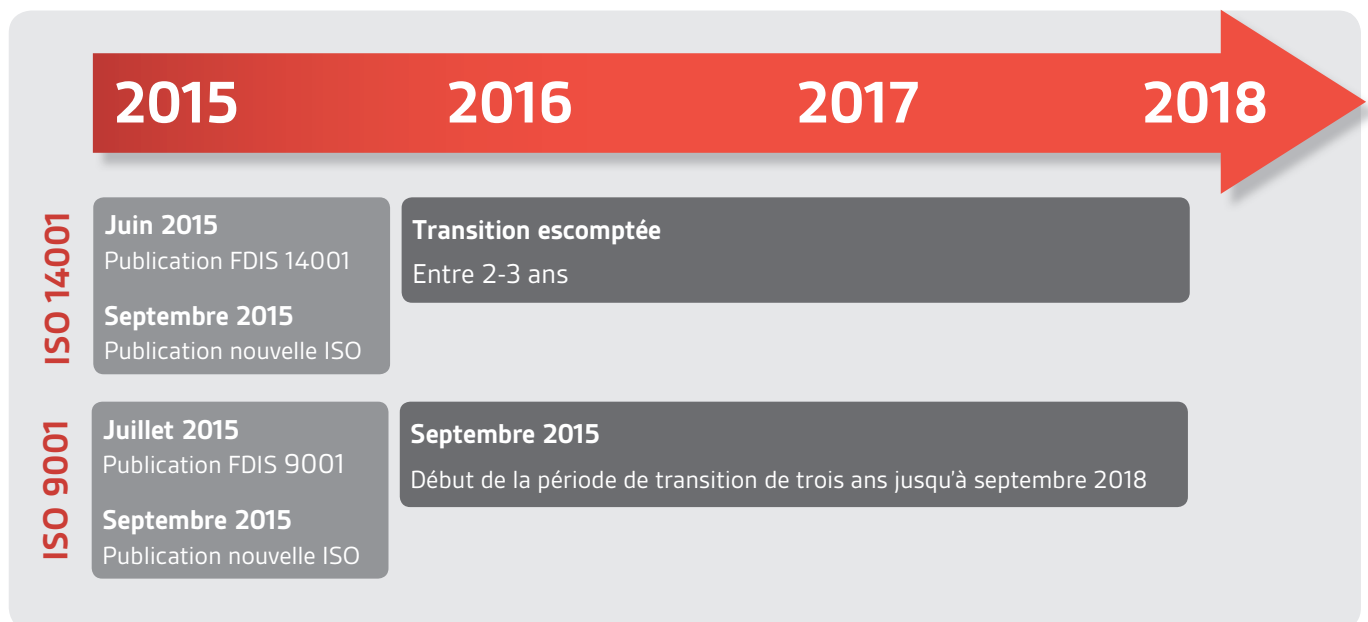 2015 2016 2017 2018
ISO 14001
Juin 2015
Publication FDIS 14001
Septembre 2015
Publication nouvelle ISO
Transition escomptée
Entre 2-3 ans
ISO 9001
Juillet 2015
Publication FDIS 9001
Septembre 2015
Publication nouvelle ISO
Septembre 2015
Début de la période de transition de trois ans jusqu'à septembre 2018